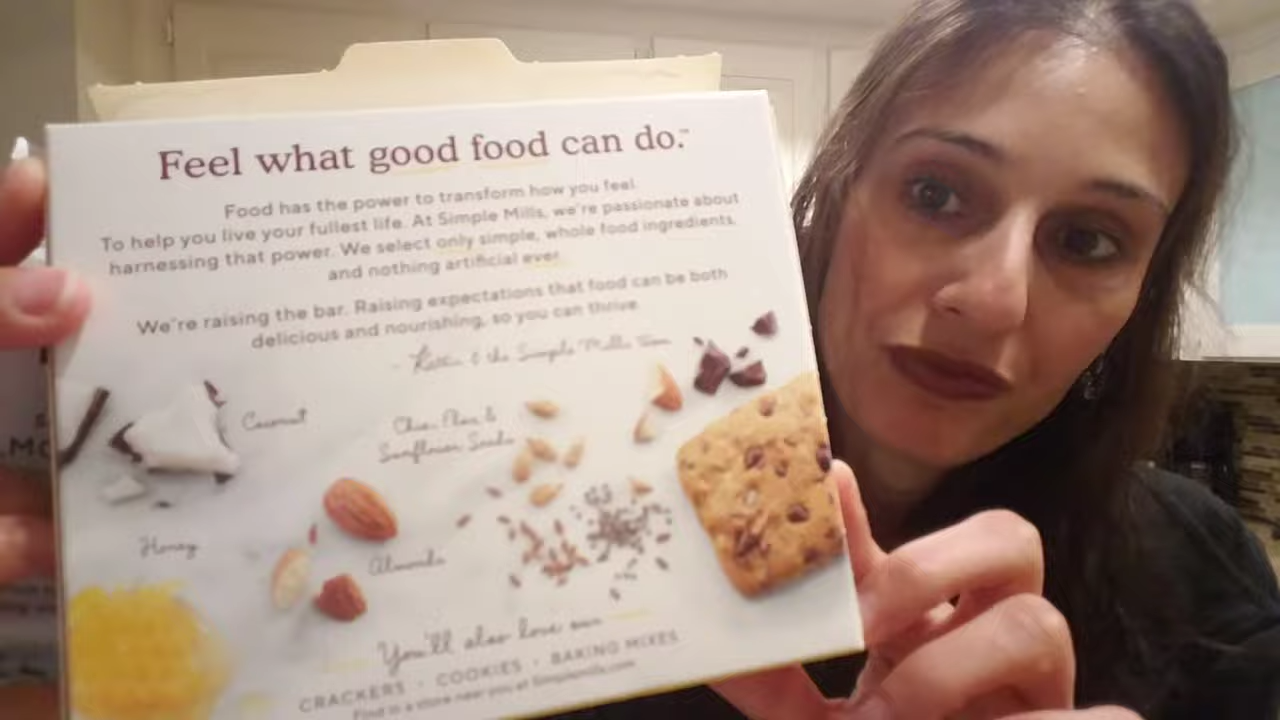 Feel what good food can do.™
Food has the power to transform how you feel.
To help you live your fullest life. At Simple Mills, we're passionate about
harnessing that power. We select only simple, whole food ingredients,
and nothing artificial ever.
We're raising the bar. Raising expectations that food can be both
delicious and nourishing, so you can thrive.
& the Simple Mills team
Coconut
Chia, Flax &
Sunflower Seeds
Honey
Almonds
You'll also love our
CRACKERS · COOKIES · BAKING MIXES
Find in a store near you at Simplemills.com